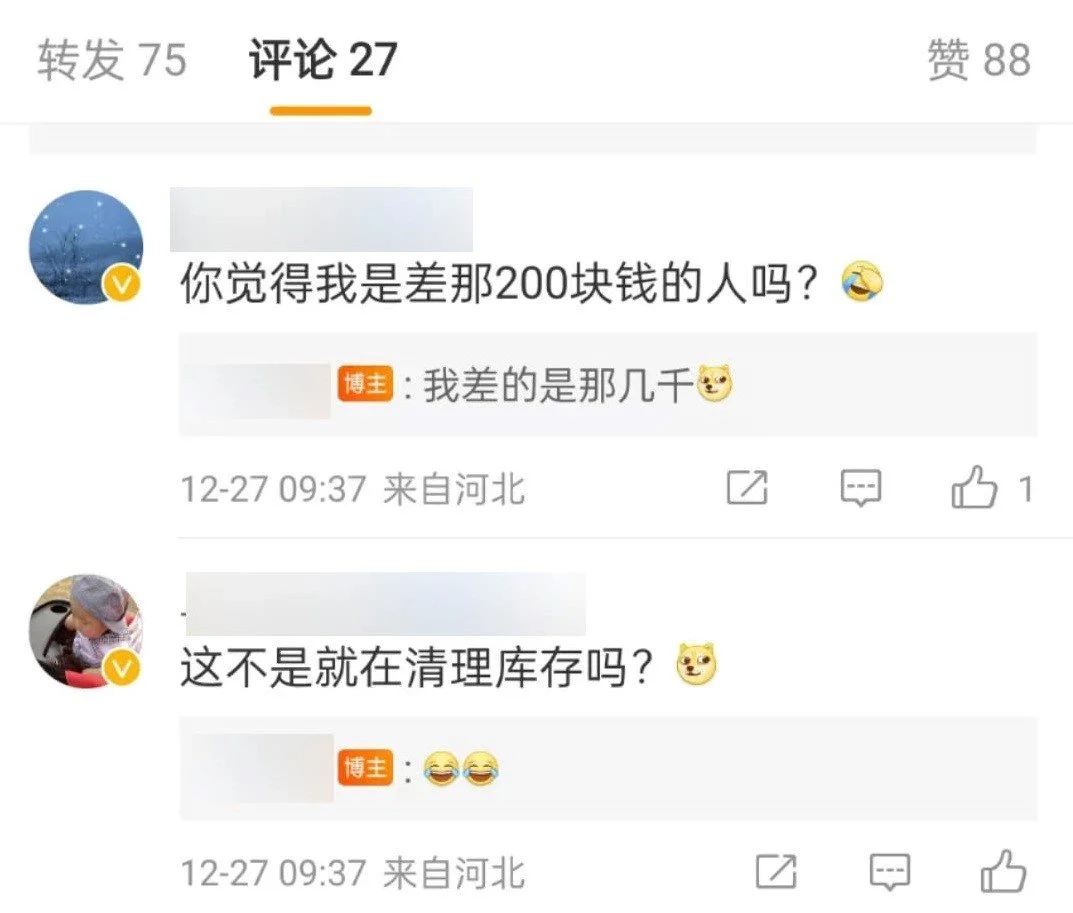 转发 75 评论 27 赞 88
你觉得我是差那200块钱的人吗？
博主：我差的是那几千
12-27 09:37 来自河北 1
这不是就在清理库存吗？
博主：
12-27 09:37 来自河北